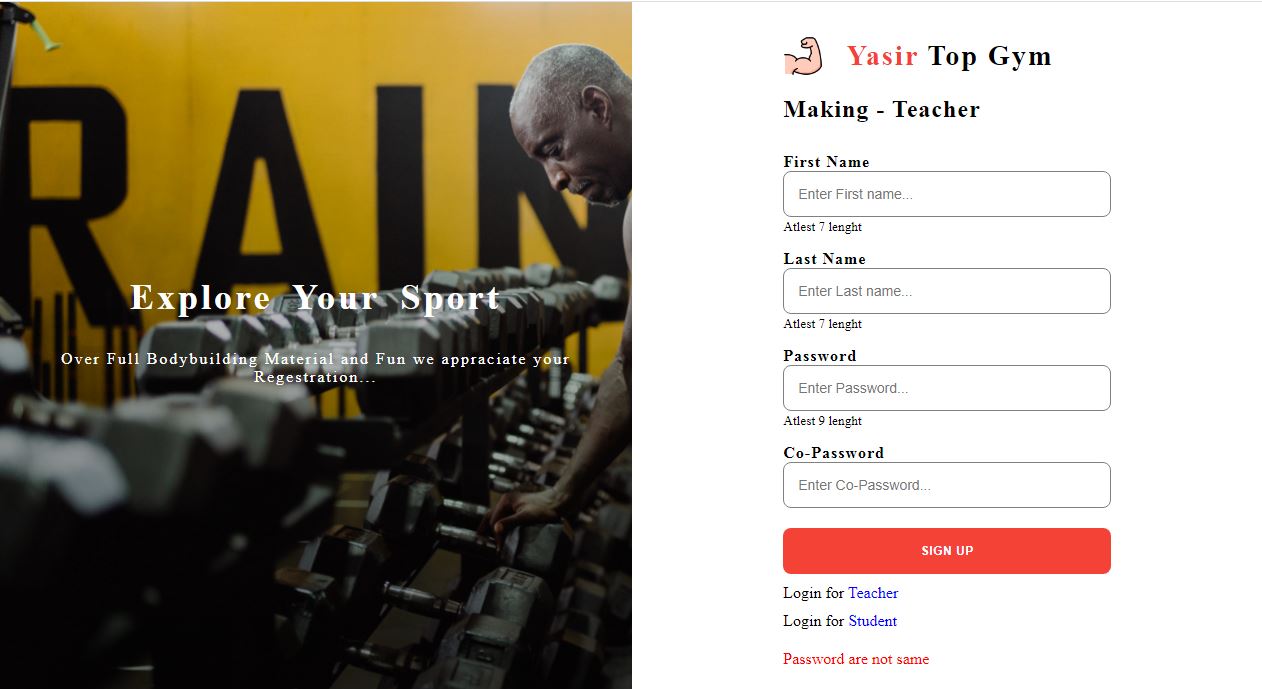 RAIN
Explore Your Sport
Over Full Bodybuilding Material and Fun we appraciate your
Regestration...
Yasir Top Gym
Making - Teacher
First Name
Enter First name...
Atlest 7 lenght
Last Name
Enter Last name...
Atlest 7 lenght
Password
Enter Password...
Atlest 9 lenght
Co-Password
Enter Co-Password...
SIGN UP
Login for Teacher
Login for Student
Password are not same